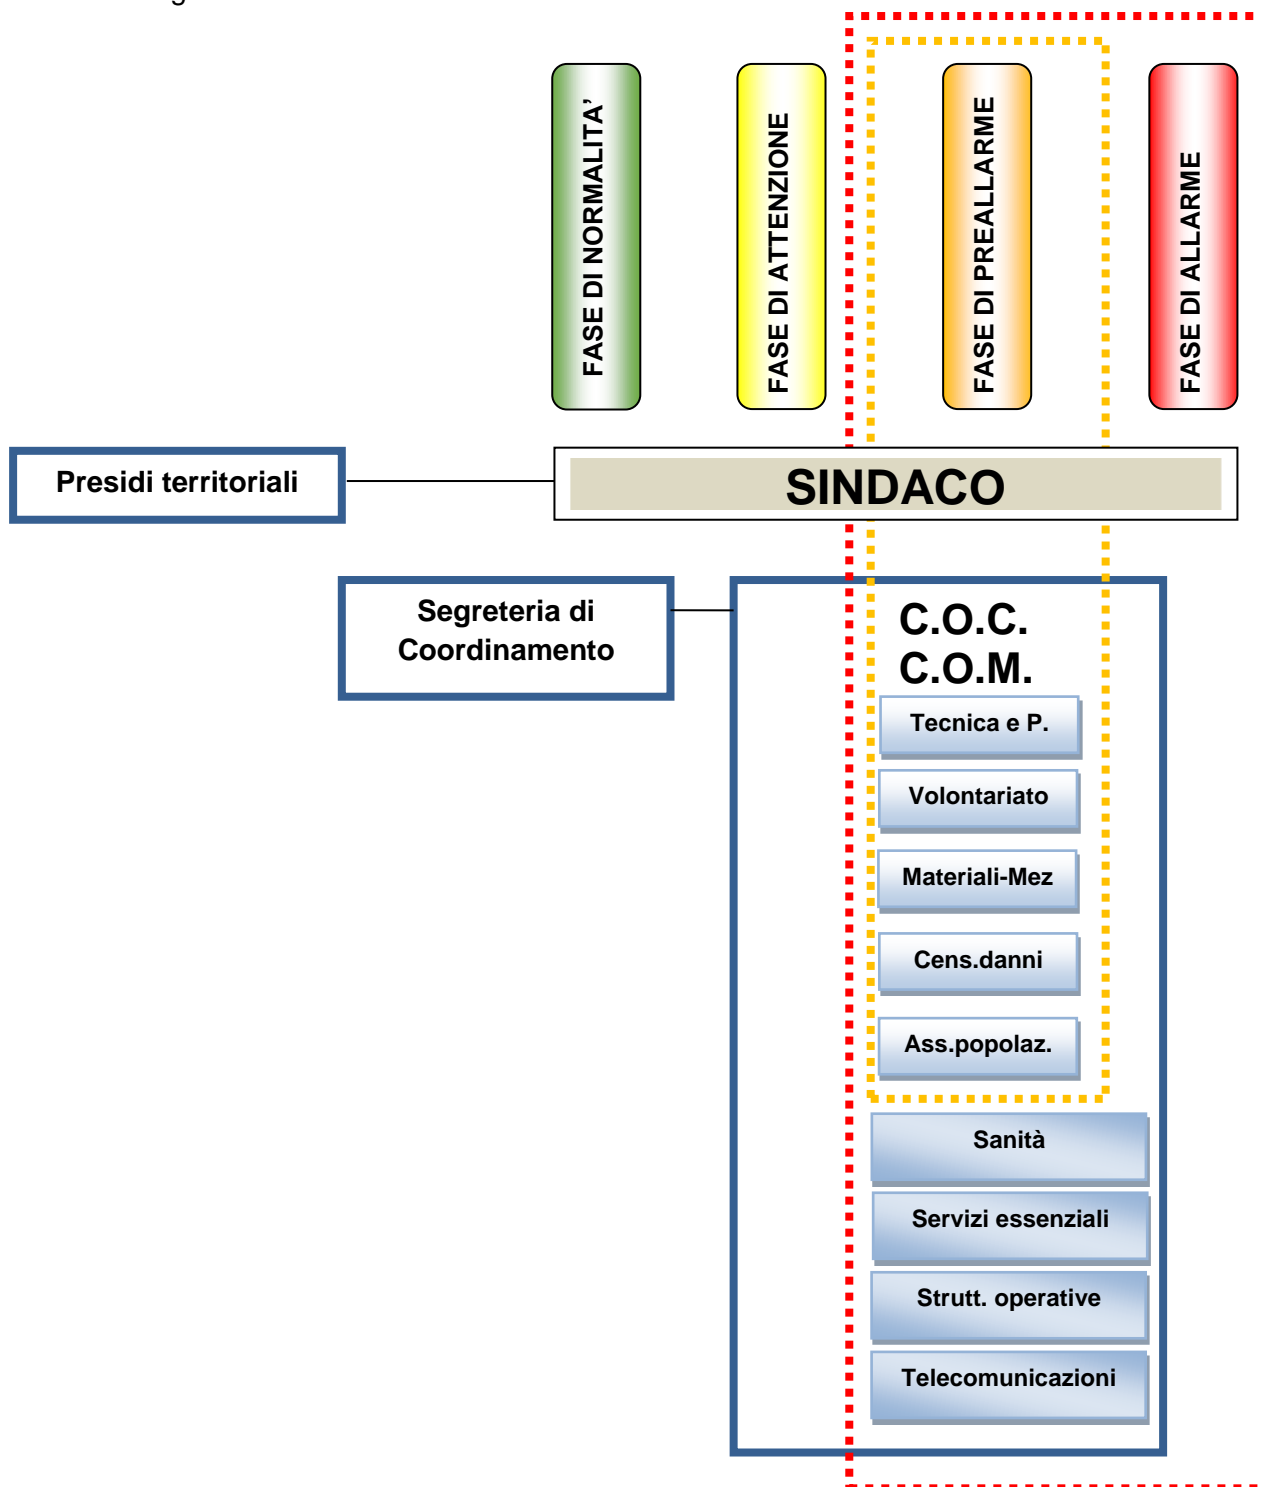 FASE DI NORMALITA’
FASE DI ATTENZIONE
FASE DI PREALLARME
FASE DI ALLARME
Presidi territoriali
SINDACO
Segreteria di
Coordinamento
C.O.C.
C.O.M.
Tecnica e P.
Volontariato
Materiali-Mez
Cens.danni
Ass.popolaz.
Sanità
Servizi essenziali
Strutt. operative
Telecomunicazioni